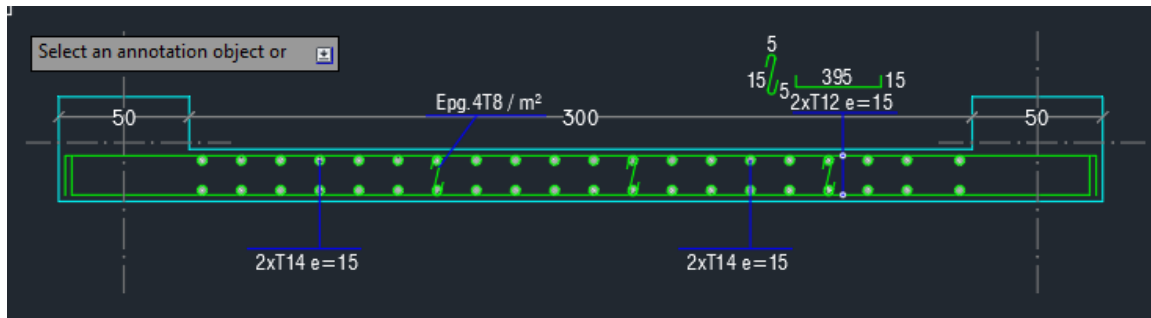 Select an annotation object or
5
15
5
395
15
Epg.4T8 / m²
2xT12 e=15
50
300
50
2xT14 e=15
2xT14 e=15